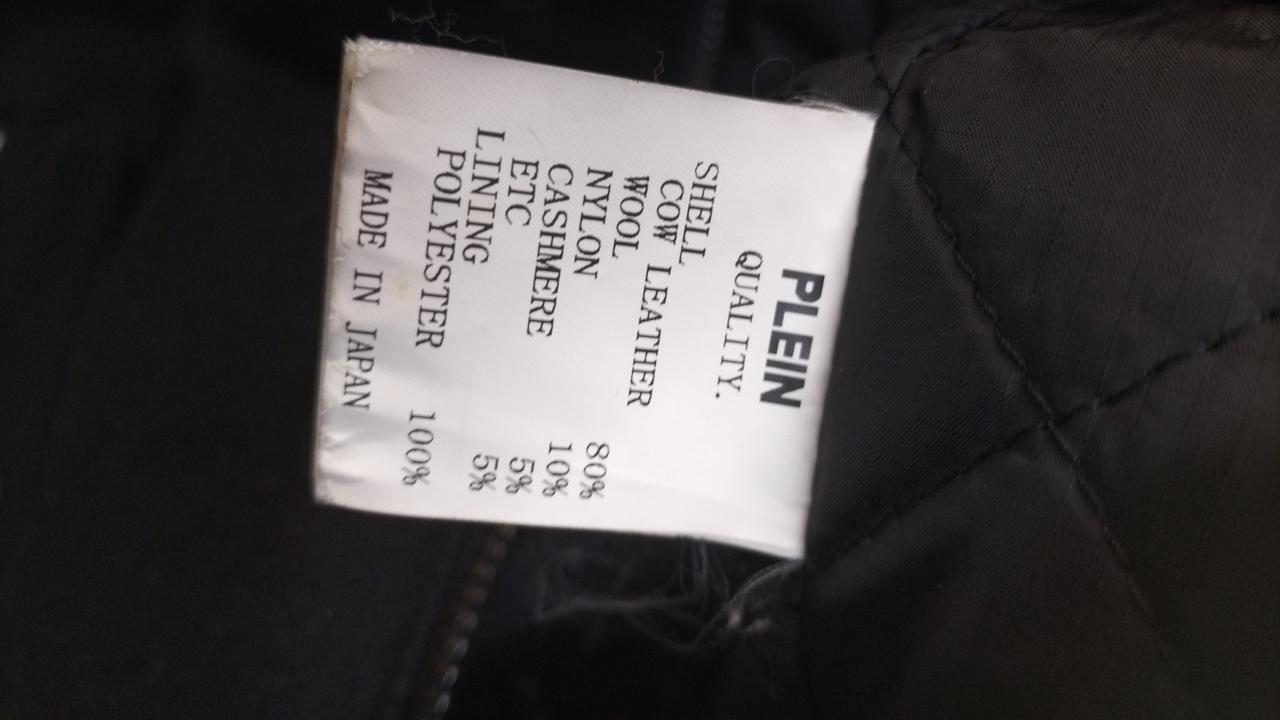 PLEIN
QUALITY.
SHELL
COW LEATHER
WOOL 80%
NYLON 10%
CASHMERE 5%
ETC 5%
LINING
POLYESTER 100%
MADE IN JAPAN